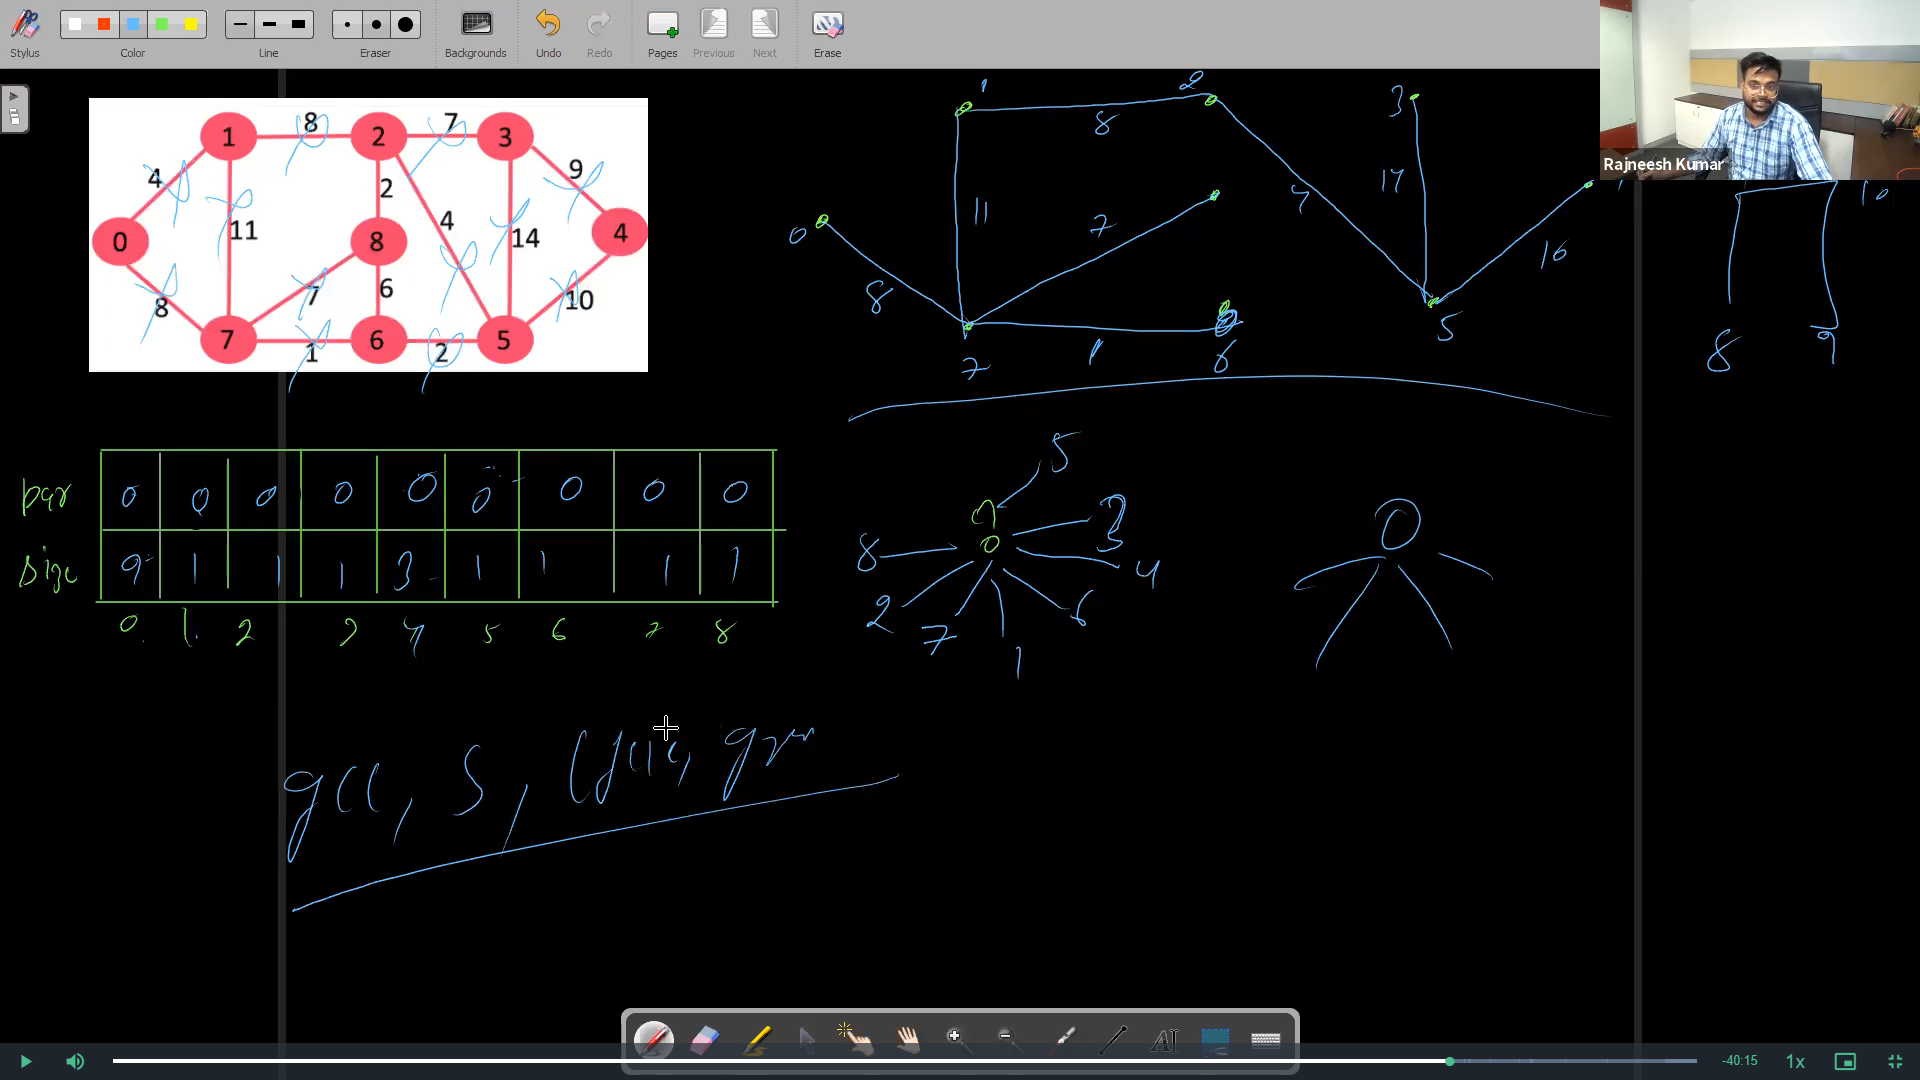 Stylus Color Line Eraser Backgrounds Undo Redo Pages Previous Next Erase
Rajneesh Kumar
1 8 2 7 3
4 2 9
11 4 14
0 8 4
8 7 6 10
7 1 6 2 5
1 2 3
8
0 8 11 7 7 17 16
7 1 6 5
10
8 9
par 0 0 0 0 0 0 0 0 0
size 9 1 1 1 3 1 1 1 1
0 1 2 3 4 5 6 7 8
5
0
8 3 4
2 7 1 6
0
gcc, S,
-40:15 1x